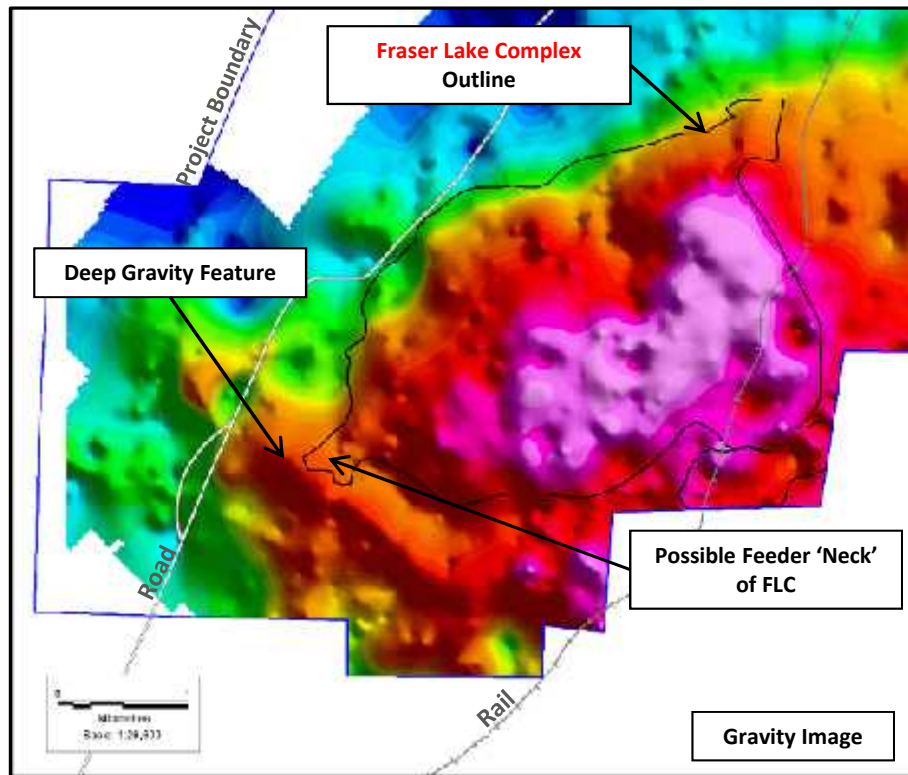 Project Boundary
Fraser Lake Complex
Outline
Deep Gravity Feature
Possible Feeder ‘Neck’
of FLC
Road
Rail
0
Gravity Image